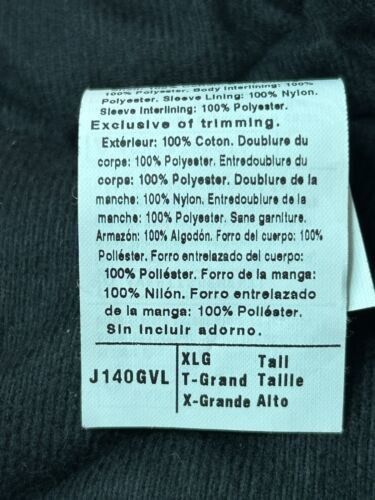 100% Polyester. Body Interlining: 100%
Polyester. Sleeve Lining: 100% Nylon.
Sleeve Interlining: 100% Polyester.
Exclusive of trimming.
Extérieur: 100% Coton. Doublure du
corps: 100% Polyester. Entredoublure du
corps: 100% Polyester. Doublure de la
manche: 100% Nylon. Entredoublure de la
manche: 100% Polyester. Sans garniture.
Armazón: 100% Algodón. Forro del cuerpo: 100%
Poliéster. Forro entrelazado del cuerpo:
100% Poliéster. Forro de la manga:
100% Nilón. Forro entrelazado
de la manga: 100% Poliéster.
Sin incluir adorno.
J140GVL
XLG Tall
T-Grand Taille
X-Grande Alto